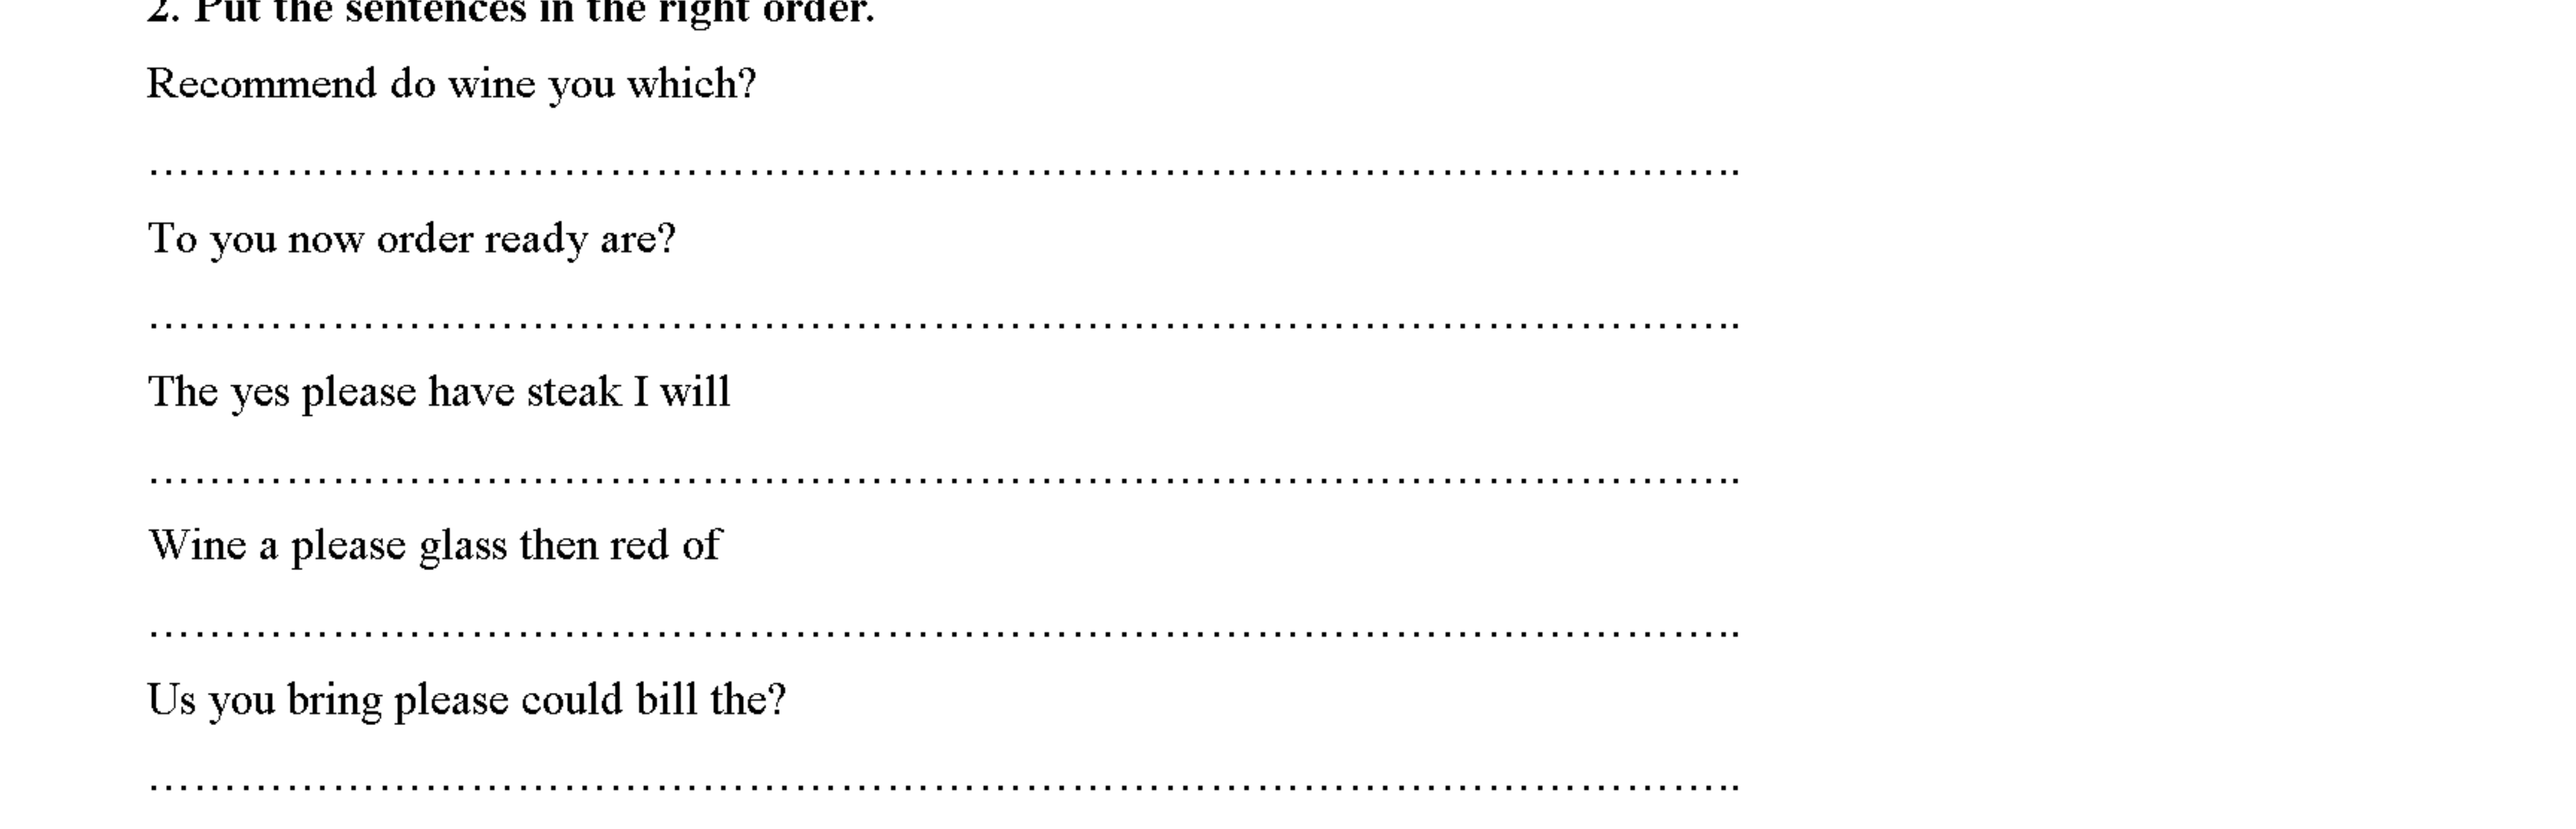 2. Put the sentences in the right order.
Recommend do wine you which?
……………………………………………………………………………………………..
To you now order ready are?
……………………………………………………………………………………………..
The yes please have steak I will
……………………………………………………………………………………………..
Wine a please glass then red of
……………………………………………………………………………………………..
Us you bring please could bill the?
……………………………………………………………………………………………..